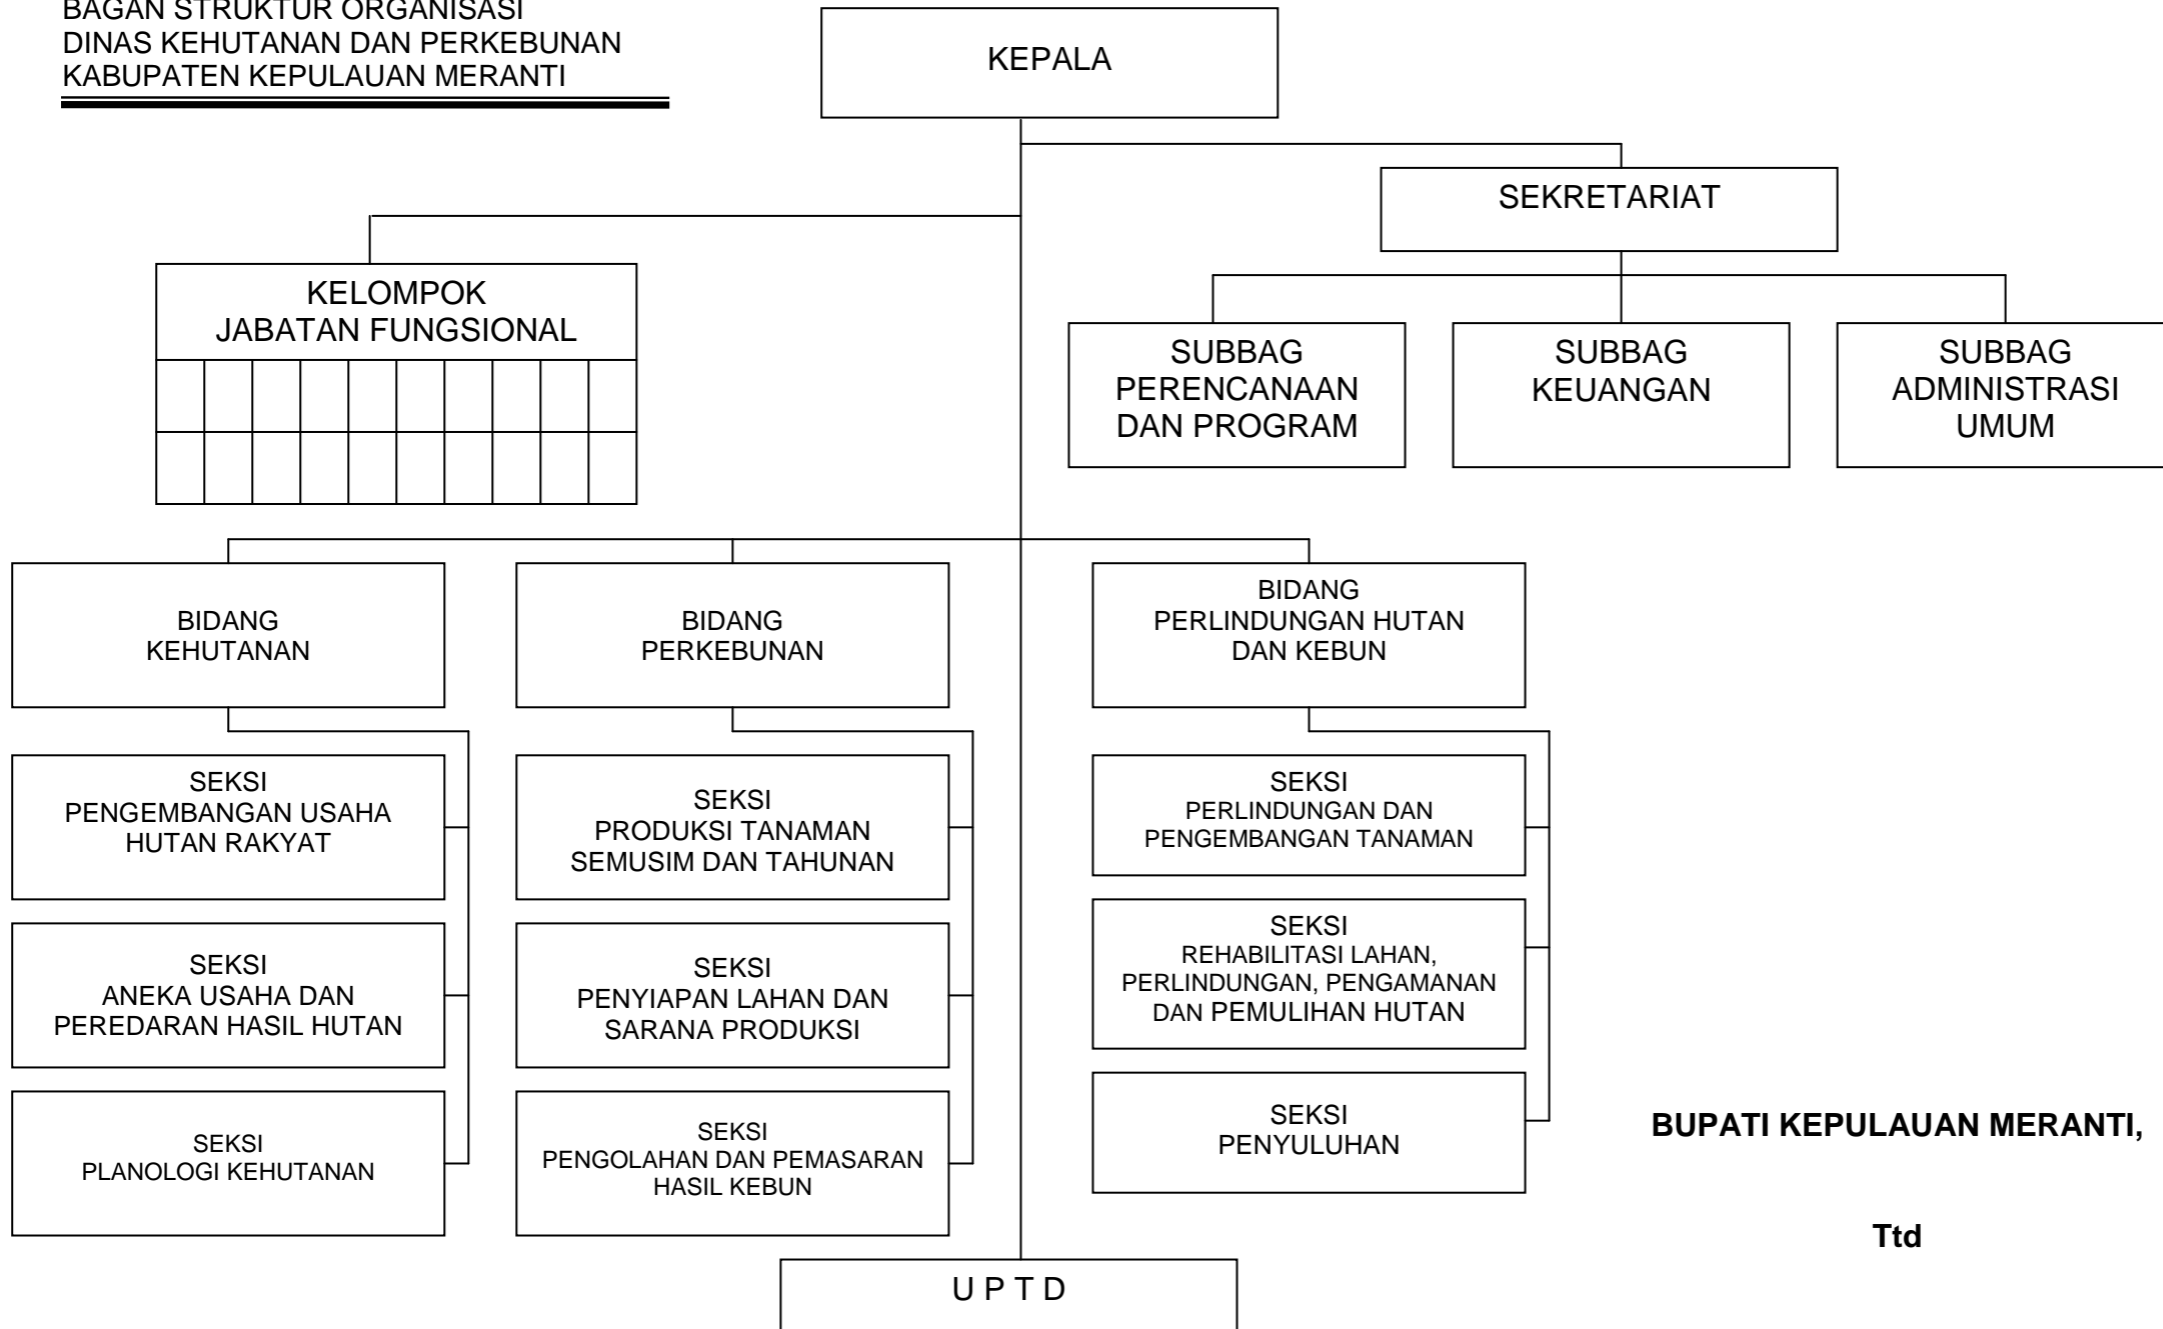 BAGAN STRUKTUR ORGANISASI
DINAS KEHUTANAN DAN PERKEBUNAN
KABUPATEN KEPULAUAN MERANTI
KEPALA
SEKRETARIAT
KELOMPOK
JABATAN FUNGSIONAL
SUBBAG
PERENCANAAN
DAN PROGRAM
SUBBAG
KEUANGAN
SUBBAG
ADMINISTRASI
UMUM
BIDANG
KEHUTANAN
BIDANG
PERKEBUNAN
BIDANG
PERLINDUNGAN HUTAN
DAN KEBUN
SEKSI
PENGEMBANGAN USAHA
HUTAN RAKYAT
SEKSI
PRODUKSI TANAMAN
SEMUSIM DAN TAHUNAN
SEKSI
PERLINDUNGAN DAN
PENGEMBANGAN TANAMAN
SEKSI
ANEKA USAHA DAN
PEREDARAN HASIL HUTAN
SEKSI
PENYIAPAN LAHAN DAN
SARANA PRODUKSI
SEKSI
REHABILITASI LAHAN,
PERLINDUNGAN, PENGAMANAN
DAN PEMULIHAN HUTAN
SEKSI
PLANOLOGI KEHUTANAN
SEKSI
PENGOLAHAN DAN PEMASARAN
HASIL KEBUN
SEKSI
PENYULUHAN
BUPATI KEPULAUAN MERANTI,
Ttd
U P T D